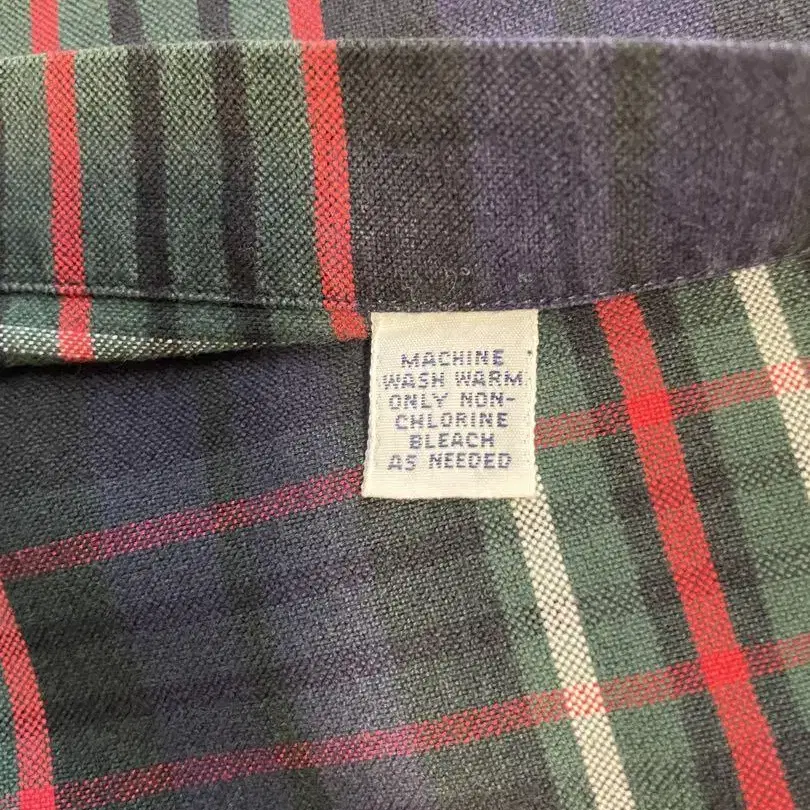 MACHINE
WASH WARM
ONLY NON-
CHLORINE
BLEACH
AS NEEDED